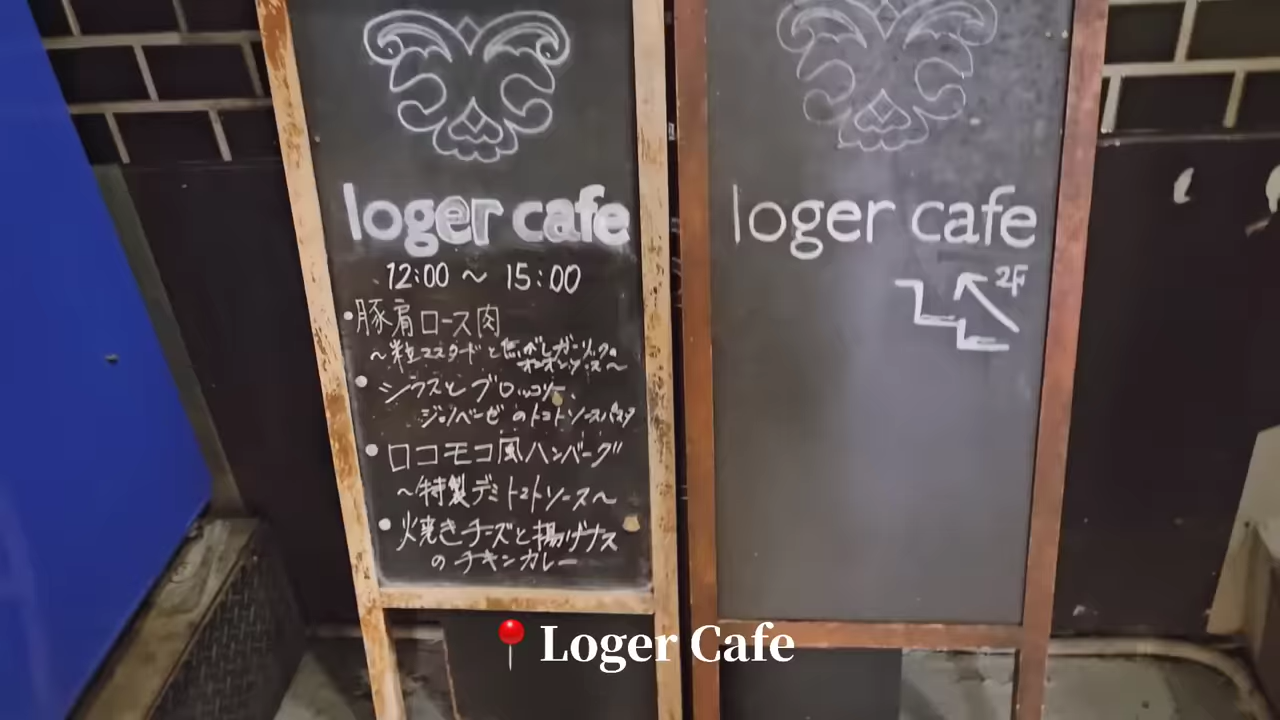 loger cafe
12:00 ～ 15:00
・豚肩ロース肉
～粒マスタードと焦がしガーリックの
オニオンソース～
・シラスとブロッコリー、
ジェノベーゼのトマトソースパスタ
・ロコモコ風ハンバーグ
～特製デミトマトソース～
・焼きチーズと揚げナス
のチキンカレー
loger cafe
2F
Loger Cafe